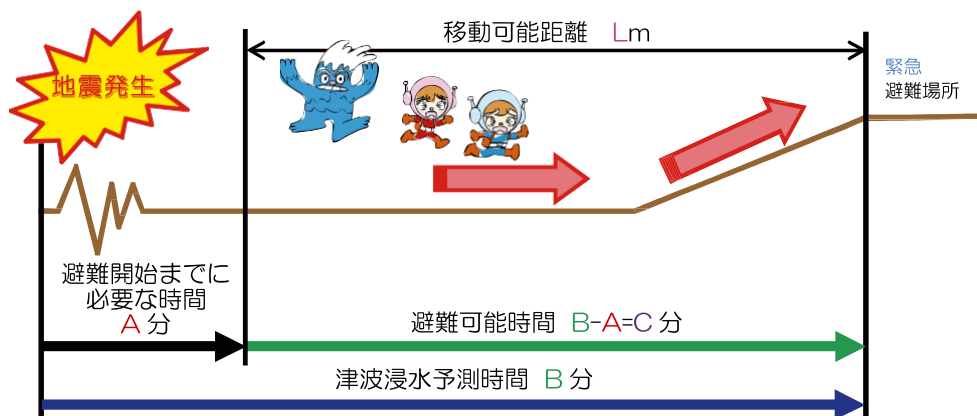 移動可能距離 Lm
地震発生
緊急
避難場所
避難開始までに
必要な時間
A 分
避難可能時間 B-A=C 分
津波浸水予測時間 B 分